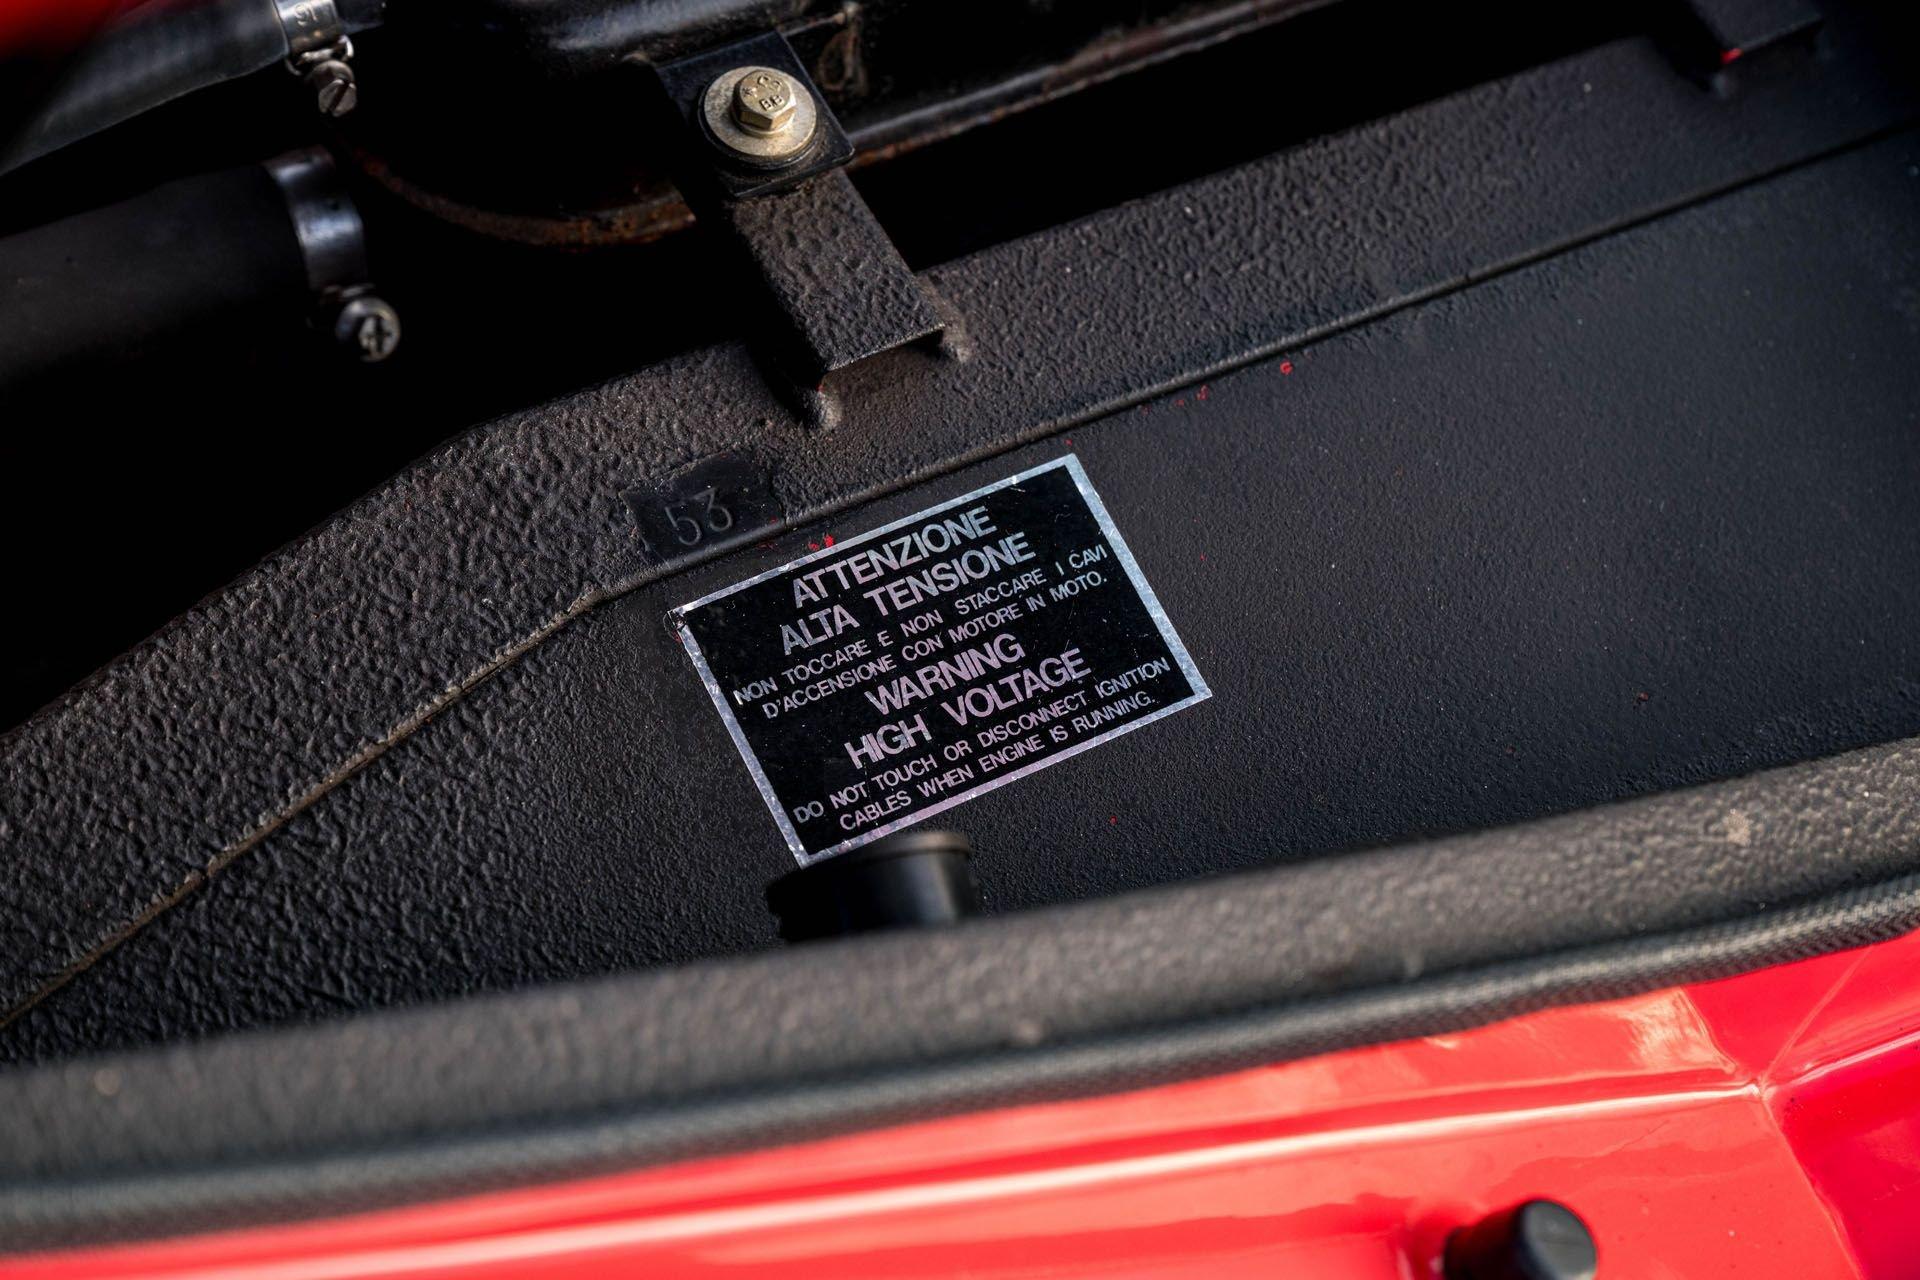 BB
53
ATTENZIONE
ALTA TENSIONE
NON TOCCARE E NON STACCARE I CAVI
D'ACCENSIONE CON MOTORE IN MOTO.
WARNING
HIGH VOLTAGE
DO NOT TOUCH OR DISCONNECT IGNITION
CABLES WHEN ENGINE IS RUNNING.